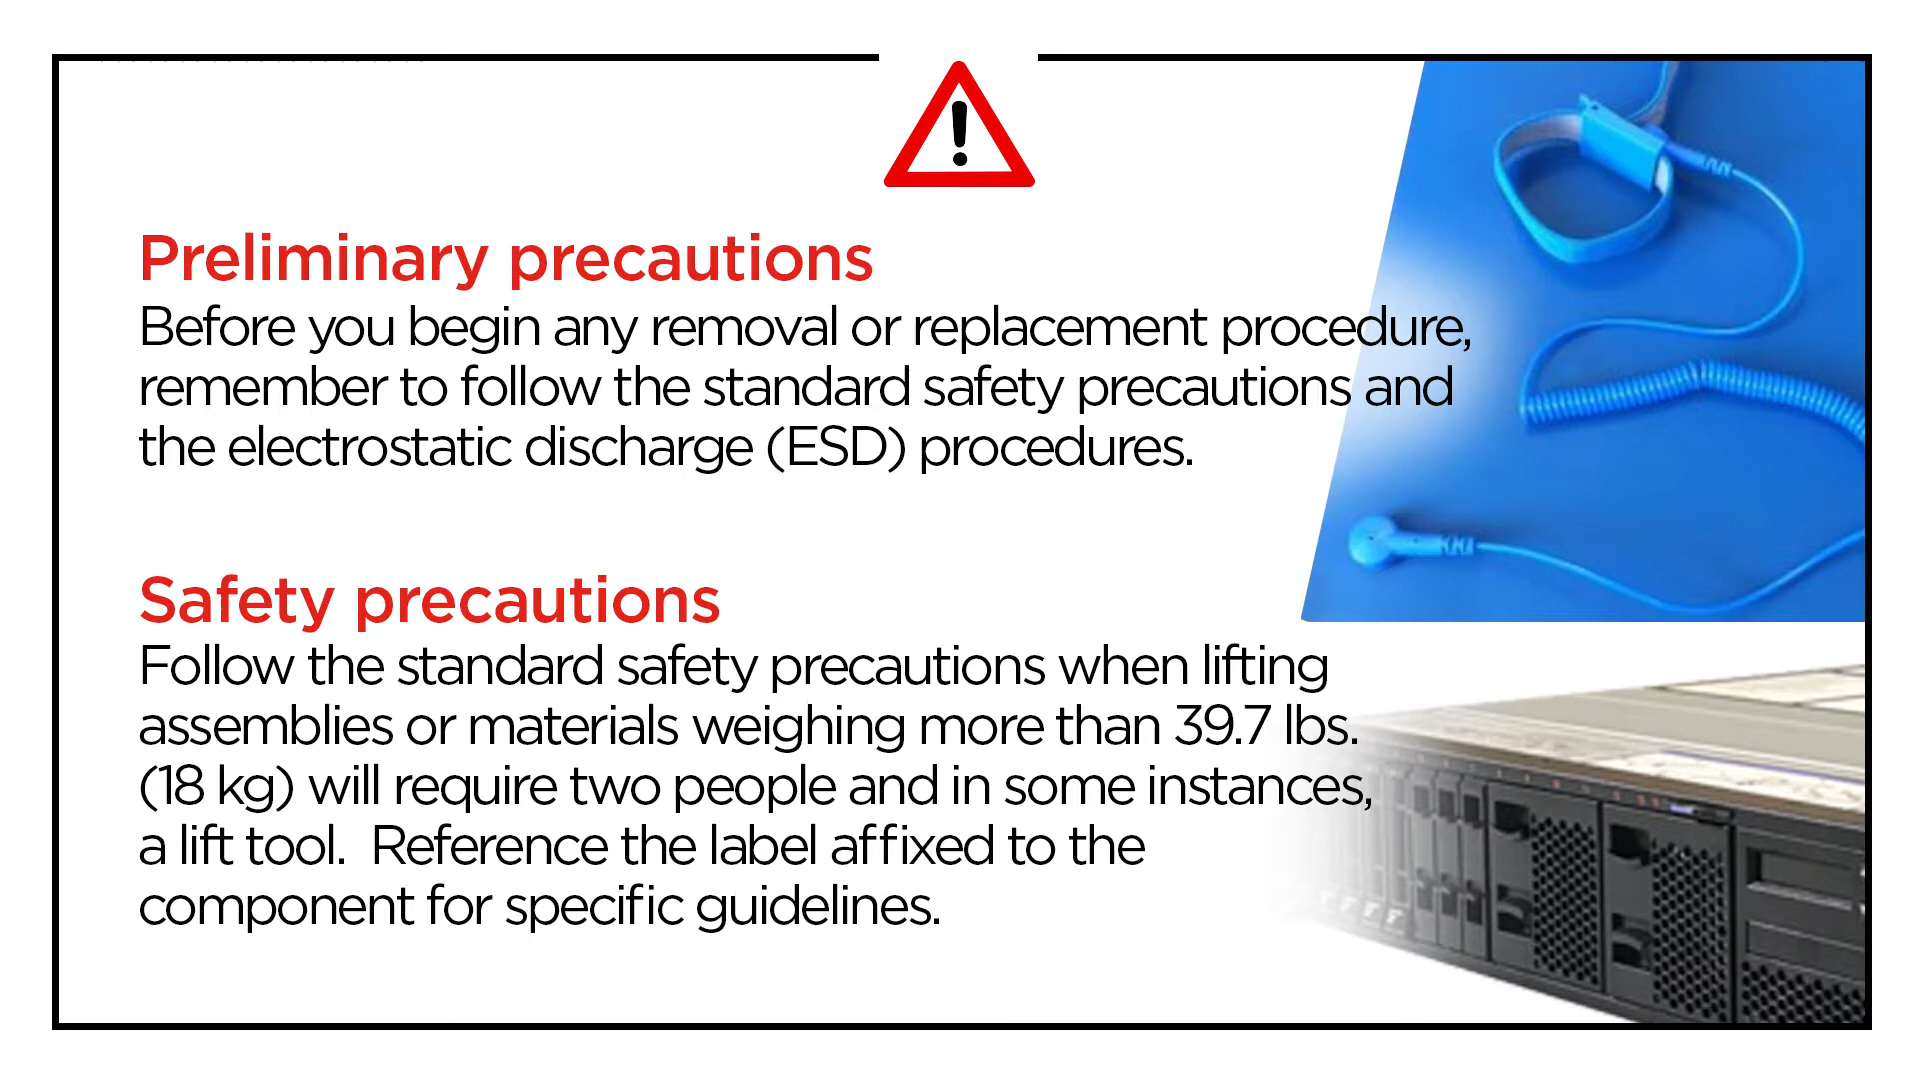 Preliminary precautions
Before you begin any removal or replacement procedure,
remember to follow the standard safety precautions and
the electrostatic discharge (ESD) procedures.
Safety precautions
Follow the standard safety precautions when lifting
assemblies or materials weighing more than 39.7 lbs.
(18 kg) will require two people and in some instances,
a lift tool.  Reference the label affixed to the
component for specific guidelines.